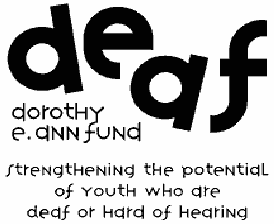 deaf
dorothy
e. ann fund
strengthening the potential
of youth who are
deaf or hard of hearing